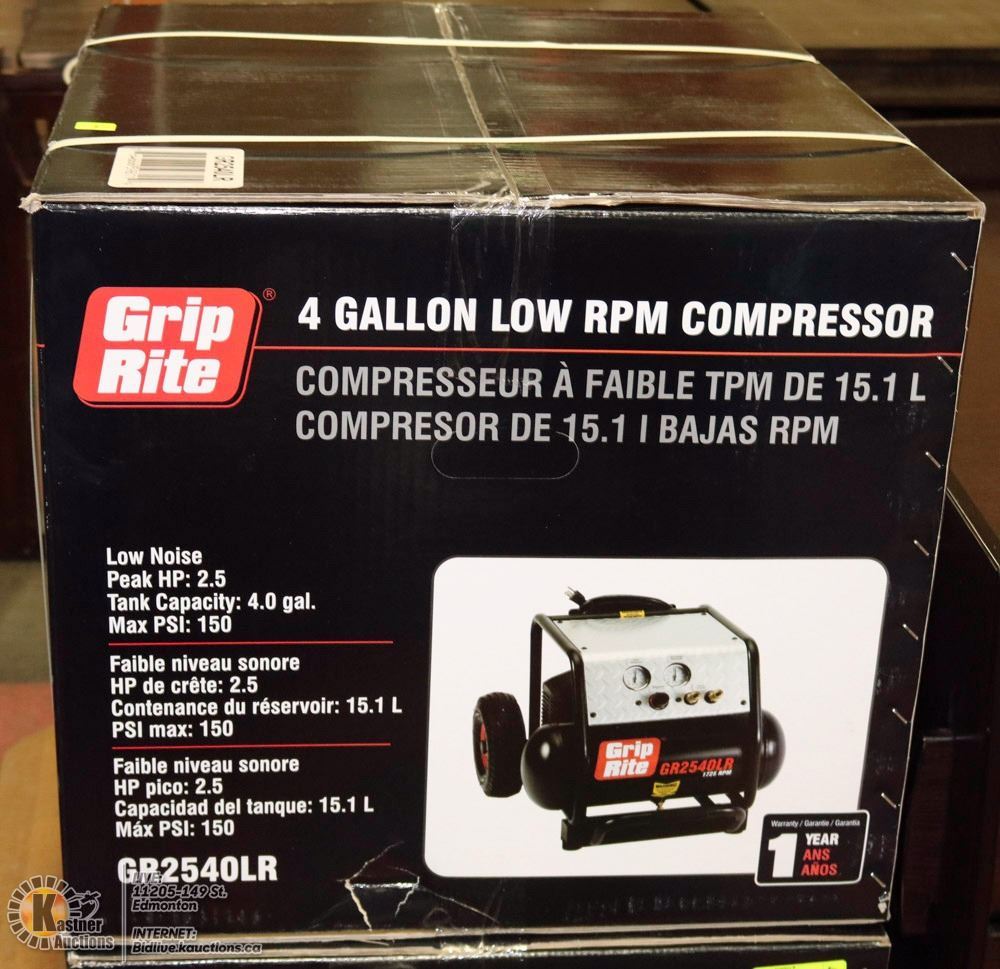 GR2540LR
Grip
Rite
®
4 GALLON LOW RPM COMPRESSOR
COMPRESSEUR À FAIBLE TPM DE 15.1 L
COMPRESOR DE 15.1 l BAJAS RPM
Low Noise
Peak HP: 2.5
Tank Capacity: 4.0 gal.
Max PSI: 150
Faible niveau sonore
HP de crête: 2.5
Contenance du réservoir: 15.1 L
PSI max: 150
Faible niveau sonore
HP pico: 2.5
Capacidad del tanque: 15.1 L
Máx PSI: 150
GR2540LR
Grip
Rite
GR2540LR
1725 RPM
Warranty / Garantie / Garantía
1 YEAR
ANS
AÑOS
Kastner
Auctions
LIVE:
11205-149 St.
Edmonton
INTERNET:
Bidlive.kauctions.ca